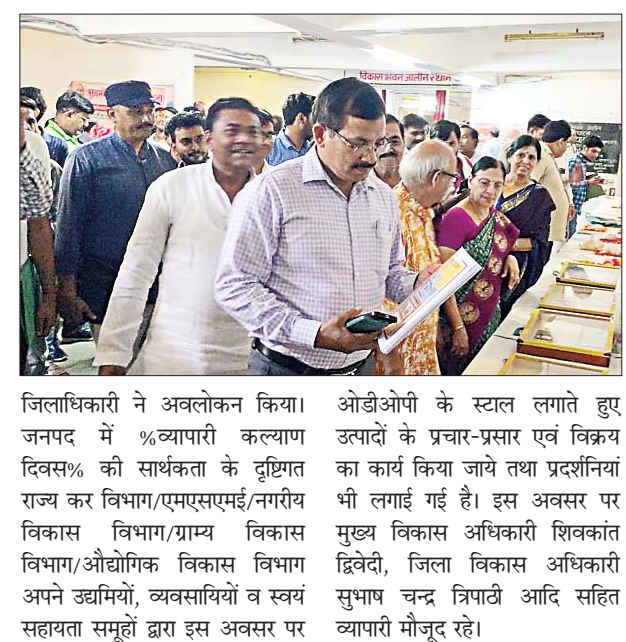 विकास भवन जालौन स्थान
जिलाधिकारी ने अवलोकन किया।
जनपद में %व्यापारी कल्याण
दिवस% की सार्थकता के दृष्टिगत
राज्य कर विभाग/एमएसएमई/नगरीय
विकास विभाग/ग्राम्य विकास
विभाग/औद्योगिक विकास विभाग
अपने उद्यमियों, व्यवसायियों व स्वयं
सहायता समूहों द्वारा इस अवसर पर
ओडीओपी के स्टाल लगाते हुए
उत्पादों के प्रचार-प्रसार एवं विक्रय
का कार्य किया जाये तथा प्रदर्शनियां
भी लगाई गई है। इस अवसर पर
मुख्य विकास अधिकारी शिवकांत
द्विवेदी, जिला विकास अधिकारी
सुभाष चन्द्र त्रिपाठी आदि सहित
व्यापारी मौजूद रहे।